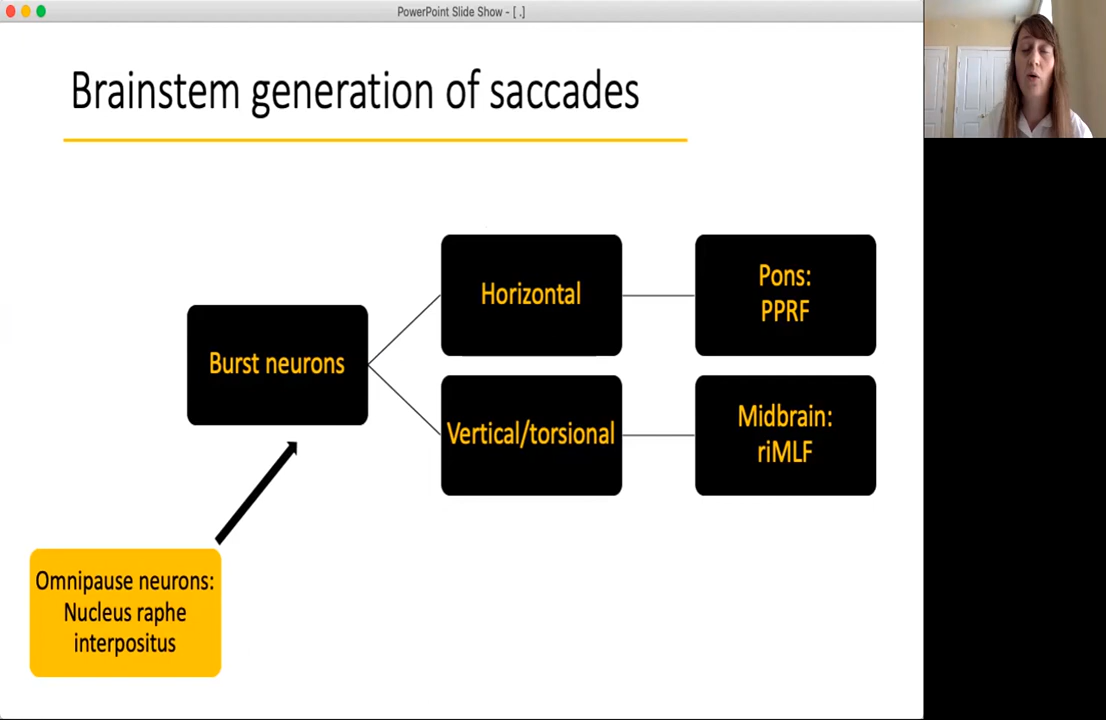 PowerPoint Slide Show - [ .]
Brainstem generation of saccades
Burst neurons
Horizontal
Pons:
PPRF
Vertical/torsional
Midbrain:
riMLF
Omnipause neurons:
Nucleus raphe
interpositus